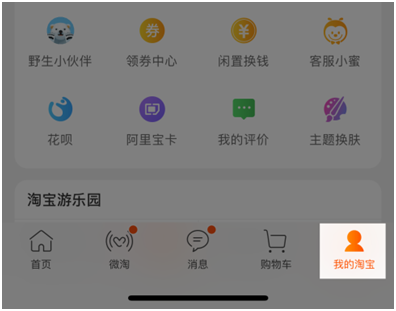 野生小伙伴 领券中心 闲置换钱 客服小蜜
券 ¥
花呗 阿里宝卡 我的评价 主题换肤
淘宝游乐园
首页 微淘 消息 购物车 我的淘宝